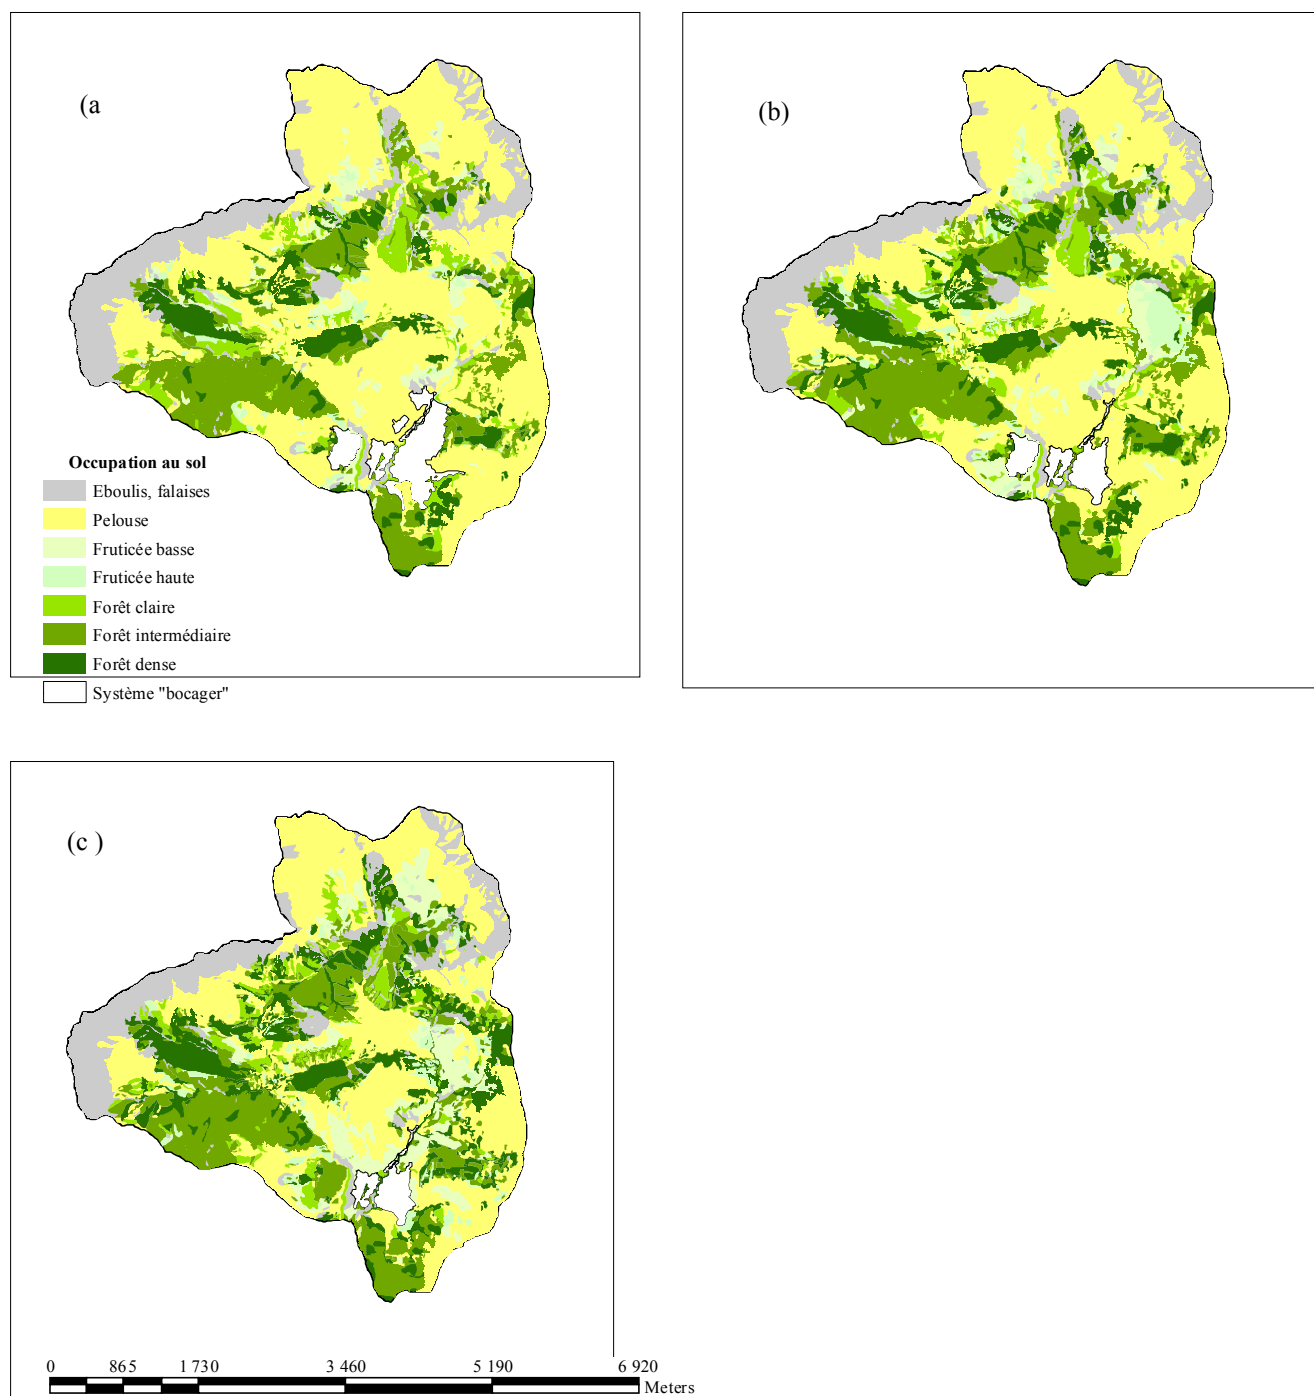 (a
(b)
Occupation au sol
Eboulis, falaises
Pelouse
Fruticée basse
Fruticée haute
Forêt claire
Forêt intermédiaire
Forêt dense
Système "bocager"
(c )
0 865 1 730 3 460 5 190 6 920
Meters